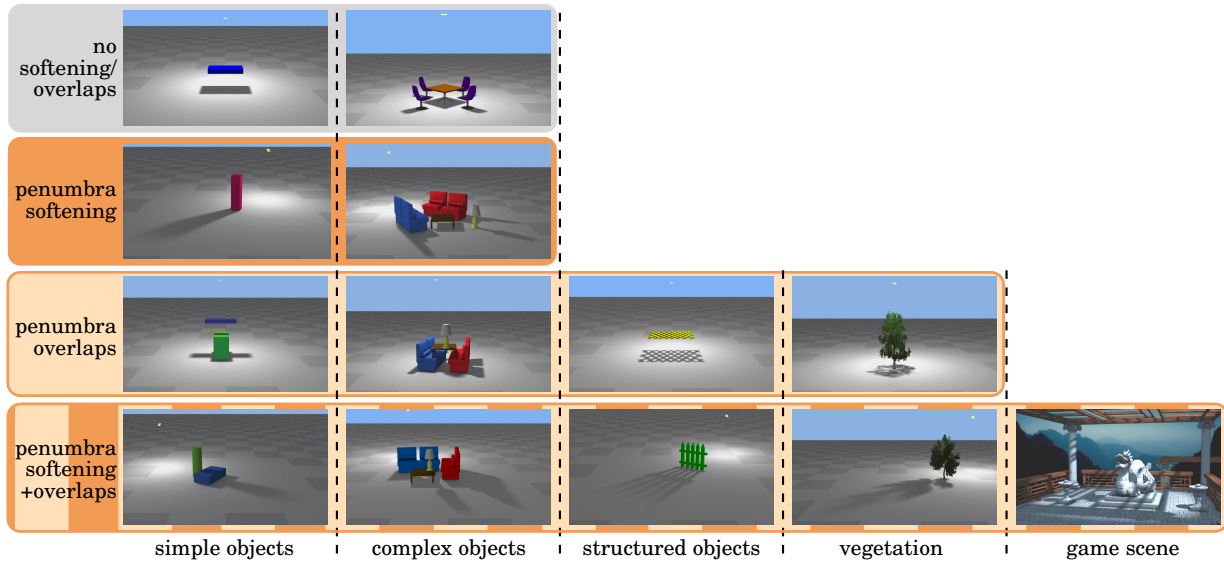 no
softening/
overlaps
penumbra
softening
penumbra
overlaps
penumbra
softening
+overlaps
simple objects
complex objects
structured objects
vegetation
game scene